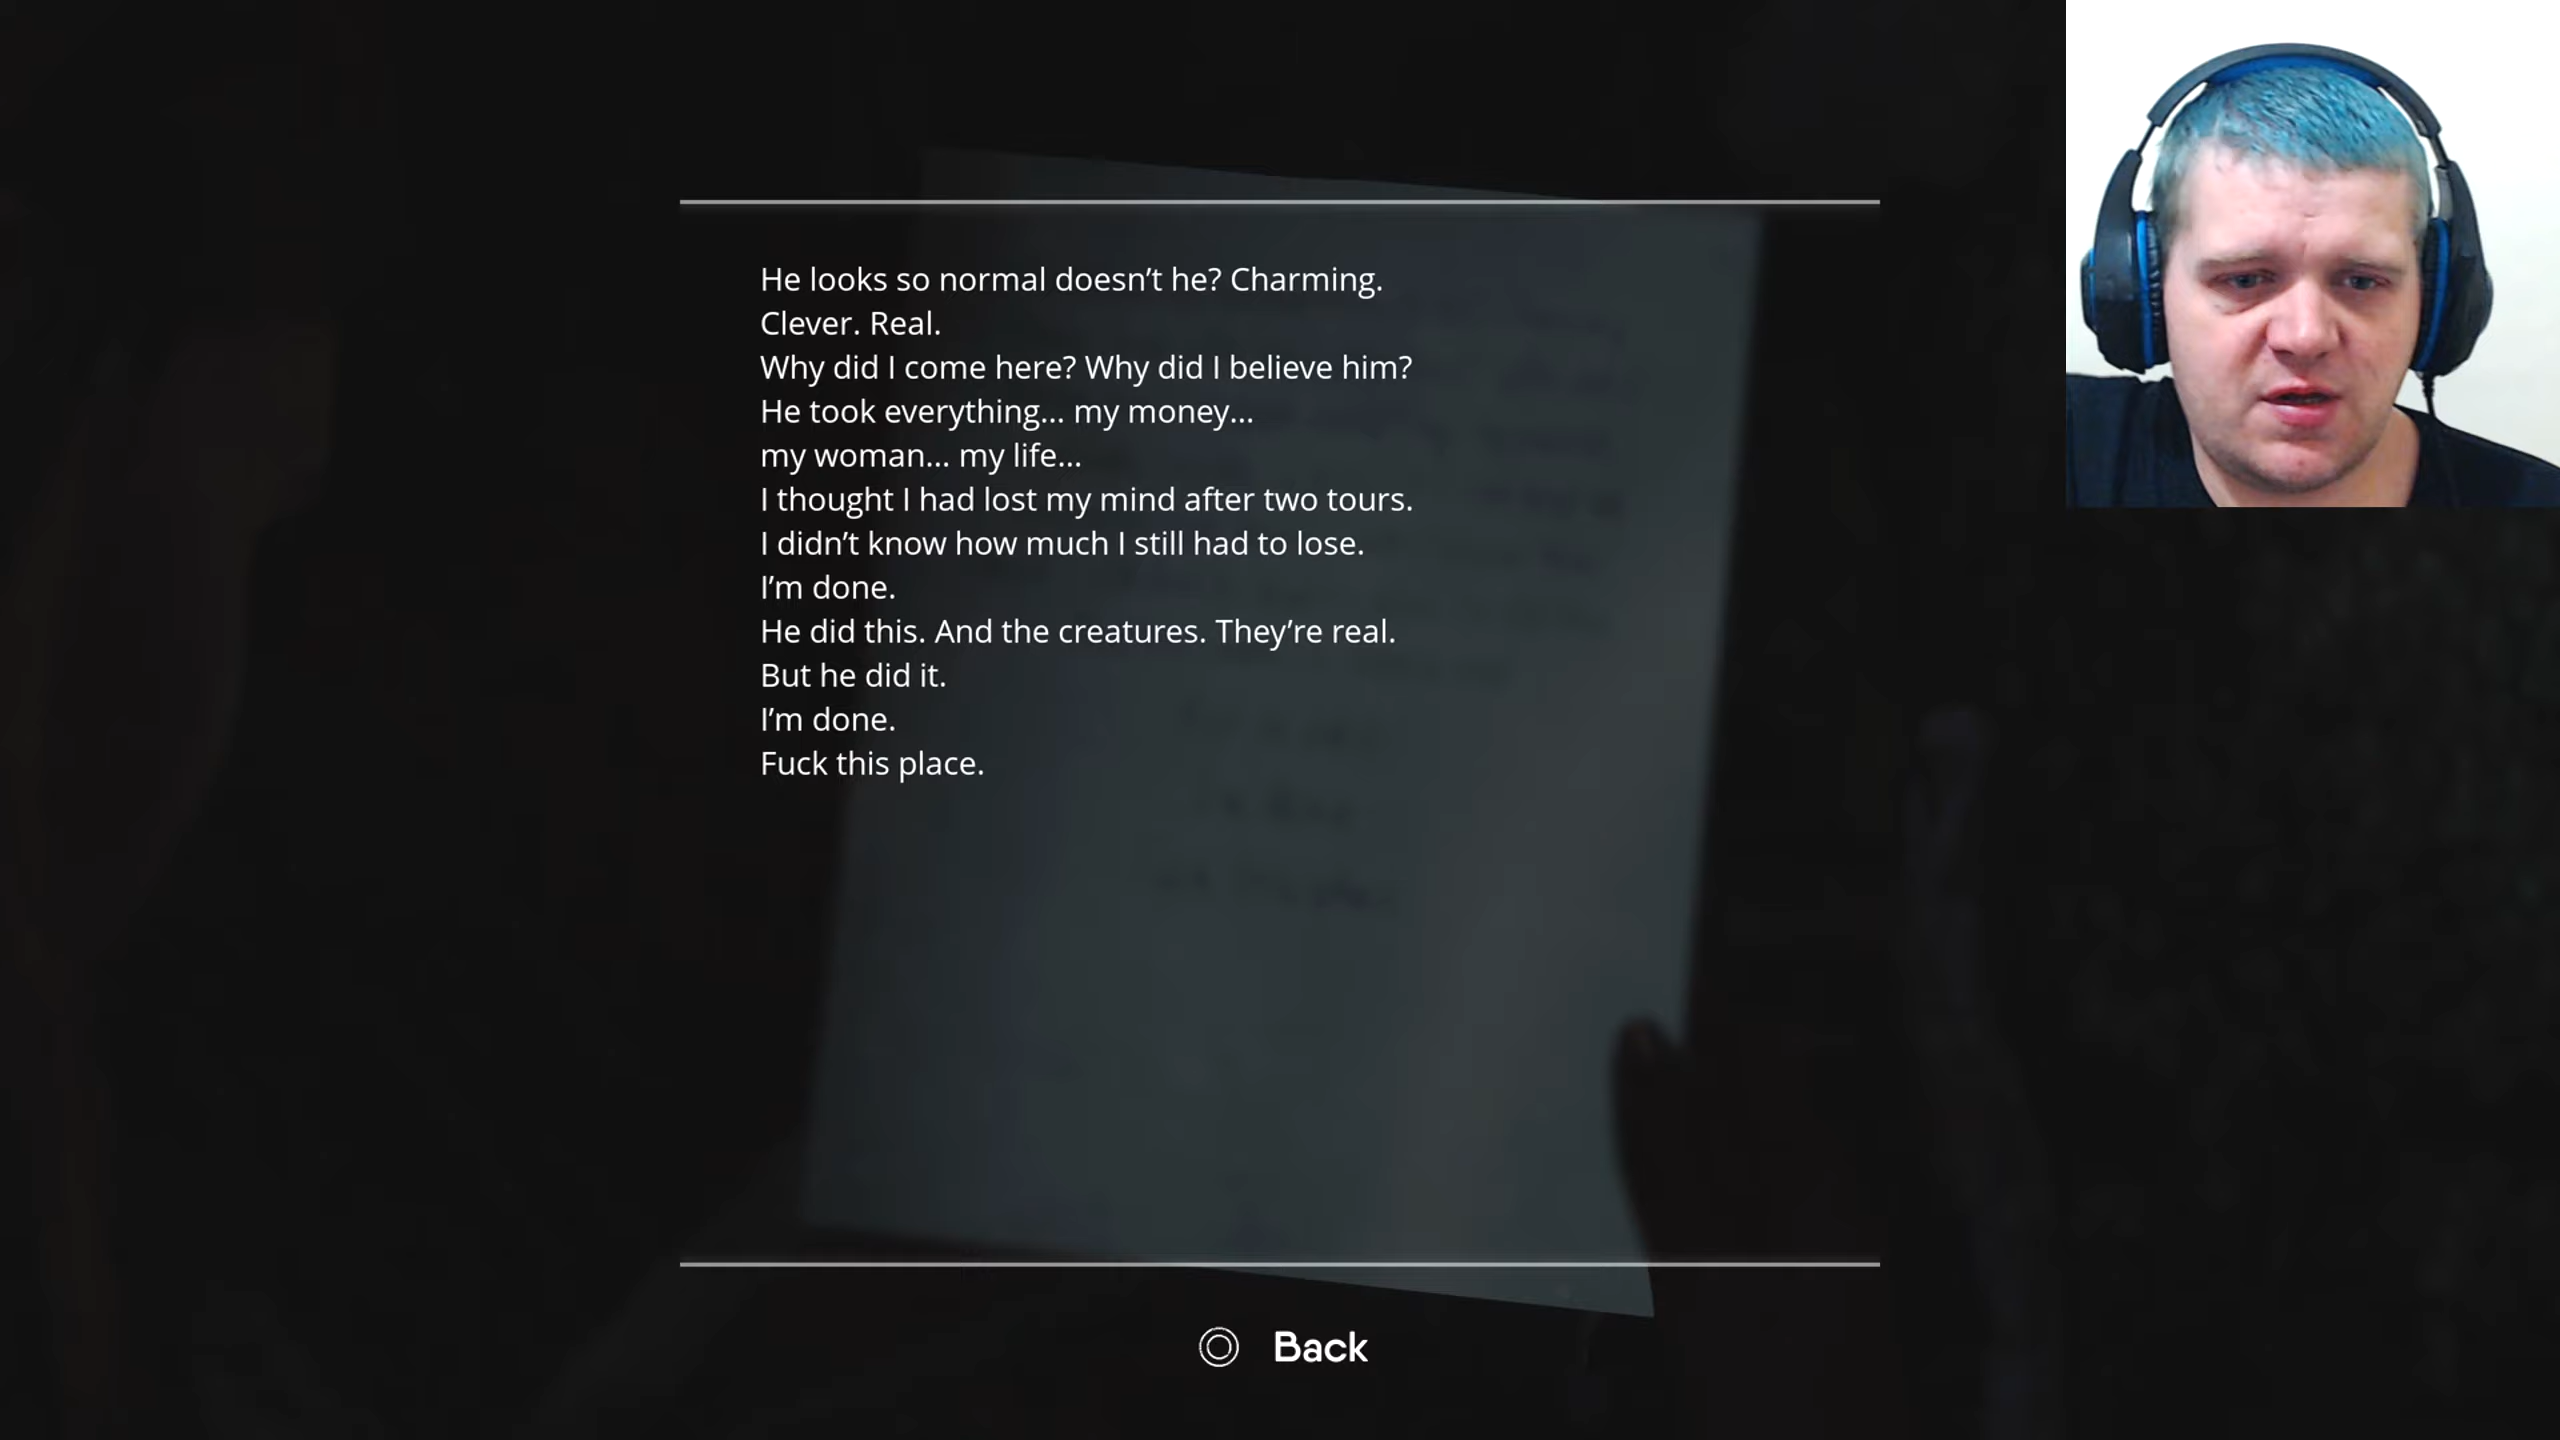 He looks so normal doesn’t he? Charming.
Clever. Real.
Why did I come here? Why did I believe him?
He took everything... my money...
my woman... my life...
I thought I had lost my mind after two tours.
I didn’t know how much I still had to lose.
I’m done.
He did this. And the creatures. They’re real.
But he did it.
I’m done.
Fuck this place.
Back